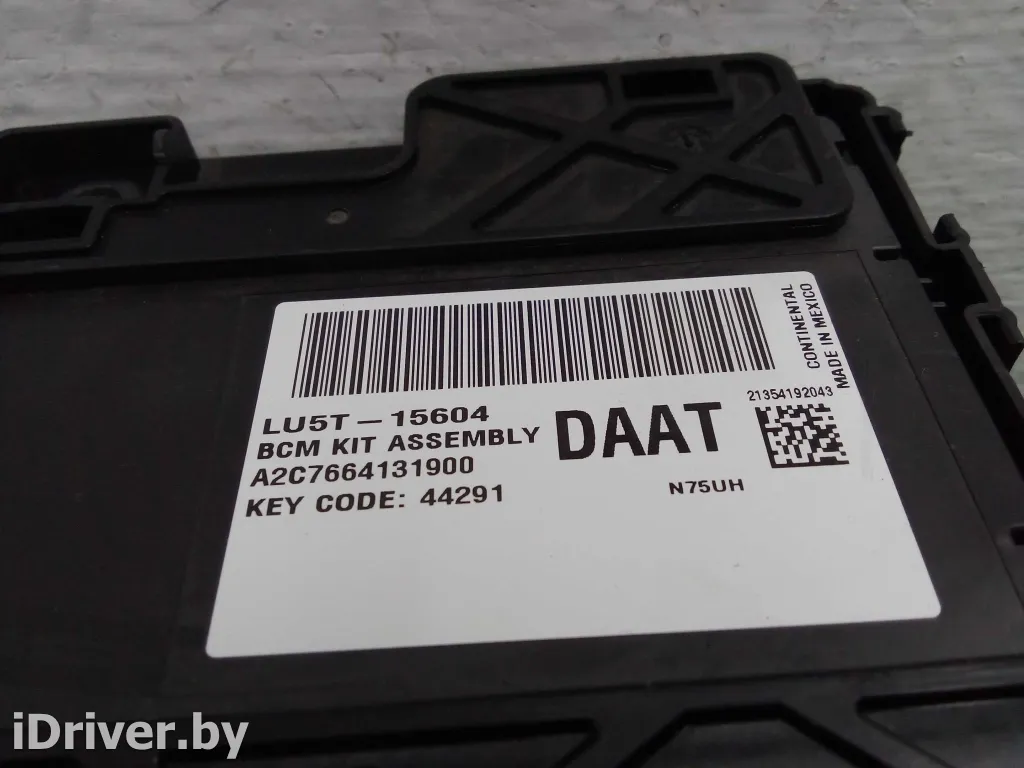 CONTINENTAL
MADE IN MEXICO
21354192043
LU5T-15604
BCM KIT ASSEMBLY
DAAT
A2C7664131900
KEY CODE: 44291
N75UH
iDriver.by